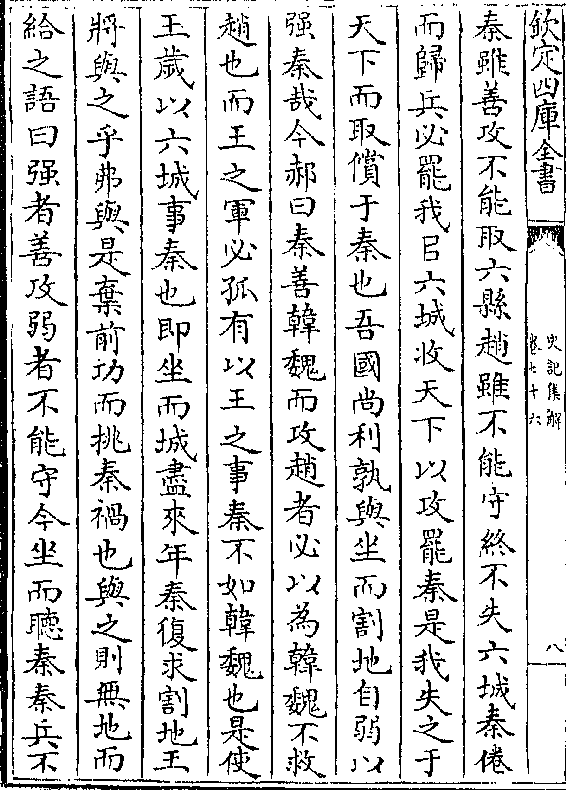 欽定四庫全書
史記集解
卷七十六
八
秦雖善攻不能取六縣趙雖不能守終不失六城秦倦
而歸兵必罷我㠯六城收天下以攻罷秦是我失之于
天下而取償于秦也吾國尚利孰與坐而割地自弱以
强秦哉今郝曰秦善韓魏而攻趙者必以為韓魏不救
趙也而王之軍必孤有以王之事秦不如韓魏也是使
王歲以六城事秦也即坐而城盡來年秦復求割地王
將與之乎弗與是棄前功而挑秦禍也與之則無地而
給之語曰强者善攻弱者不能守今坐而聽秦秦兵不